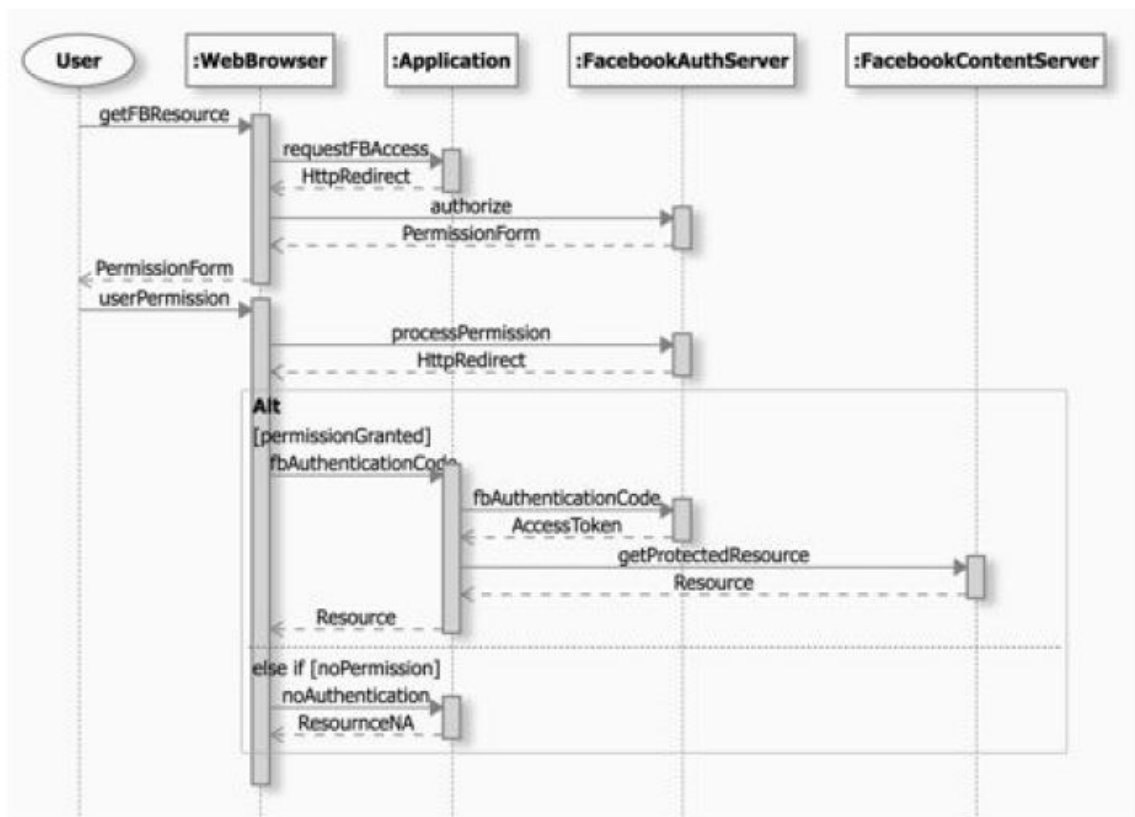 User
:WebBrowser
:Application
:FacebookAuthServer
:FacebookContentServer
getFBResource
requestFBAccess
HttpRedirect
authorize
PermissionForm
PermissionForm
userPermission
processPermission
HttpRedirect
Alt
[permissionGranted]
fbAuthenticationCode
fbAuthenticationCode
AccessToken
getProtectedResource
Resource
Resource
else if [noPermission]
noAuthentication
ResournceNA